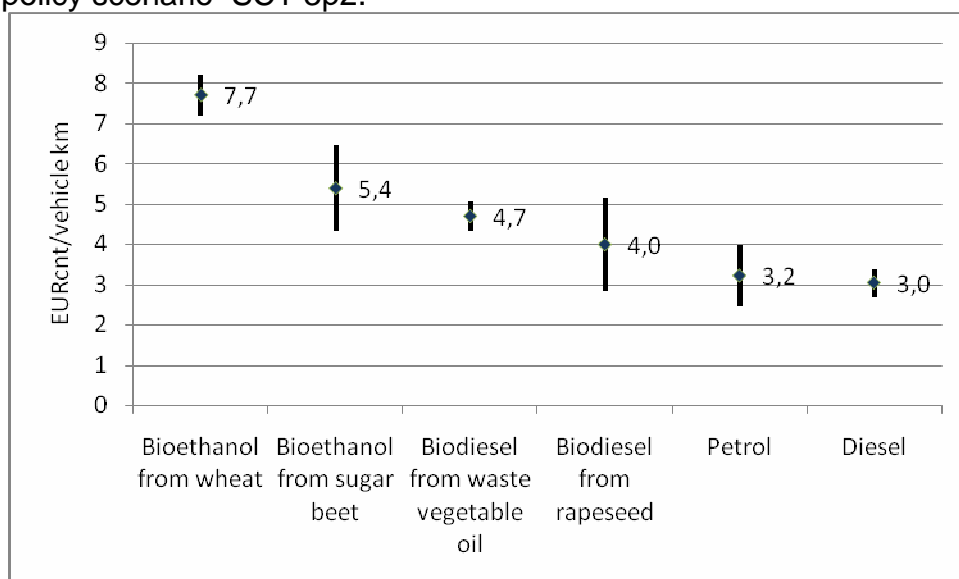 policy scenario SCT sp2.
9
8
7
6
5
4
3
2
1
0
EURcnt/vehicle km
7,7
5,4
4,7
4,0
3,2
3,0
Bioethanol from wheat
Bioethanol from sugar beet
Biodiesel from waste vegetable oil
Biodiesel from rapeseed
Petrol
Diesel